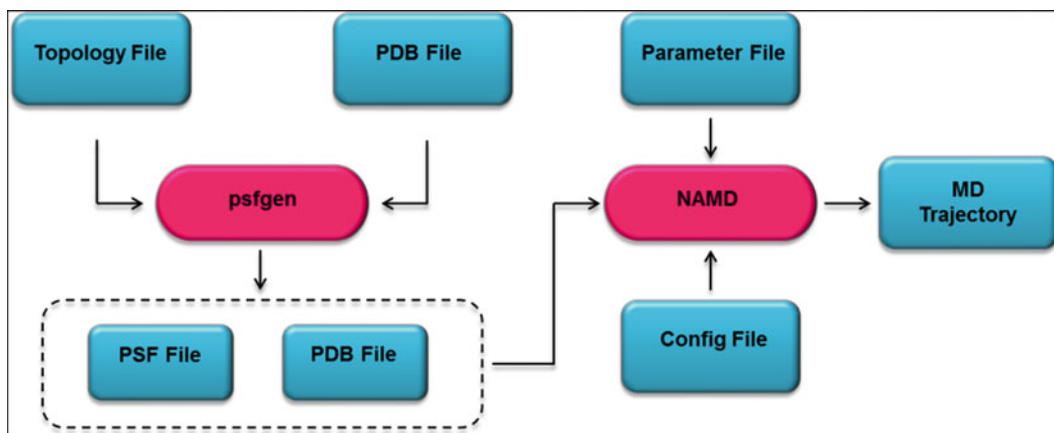 Topology File
PDB File
Parameter File
psfgen
NAMD
MD
Trajectory
PSF File
PDB File
Config File